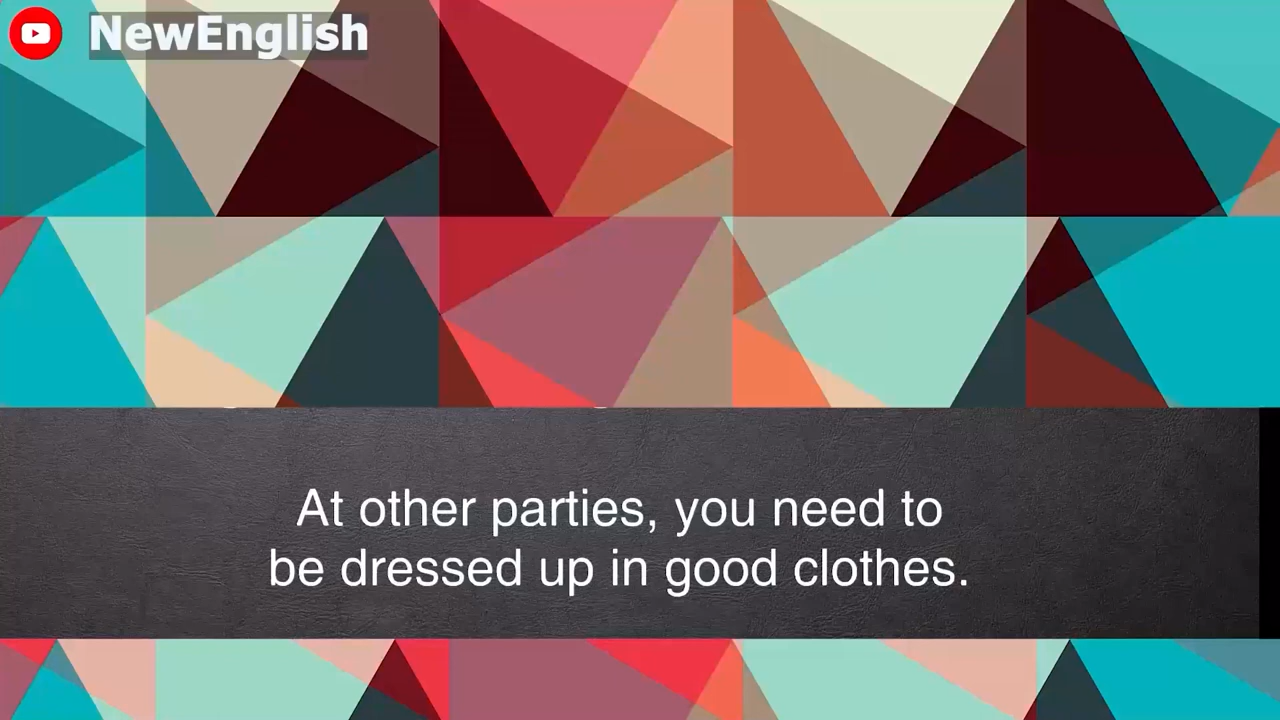 NewEnglish
At other parties, you need to
be dressed up in good clothes.